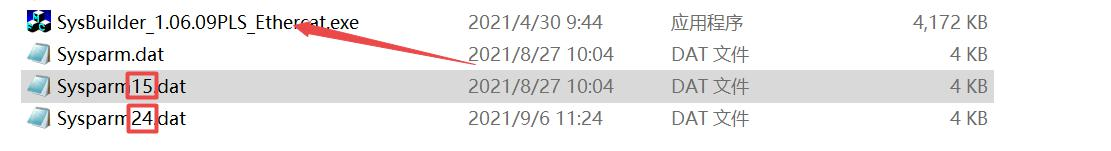 SysBuilder_1.06.09PLS_Ethercat.exe 2021/4/30 9:44 应用程序 4,172 KB
Sysparm.dat 2021/8/27 10:04 DAT 文件 4 KB
Sysparm15.dat 2021/8/27 10:04 DAT 文件 4 KB
Sysparm24.dat 2021/9/6 11:24 DAT 文件 4 KB